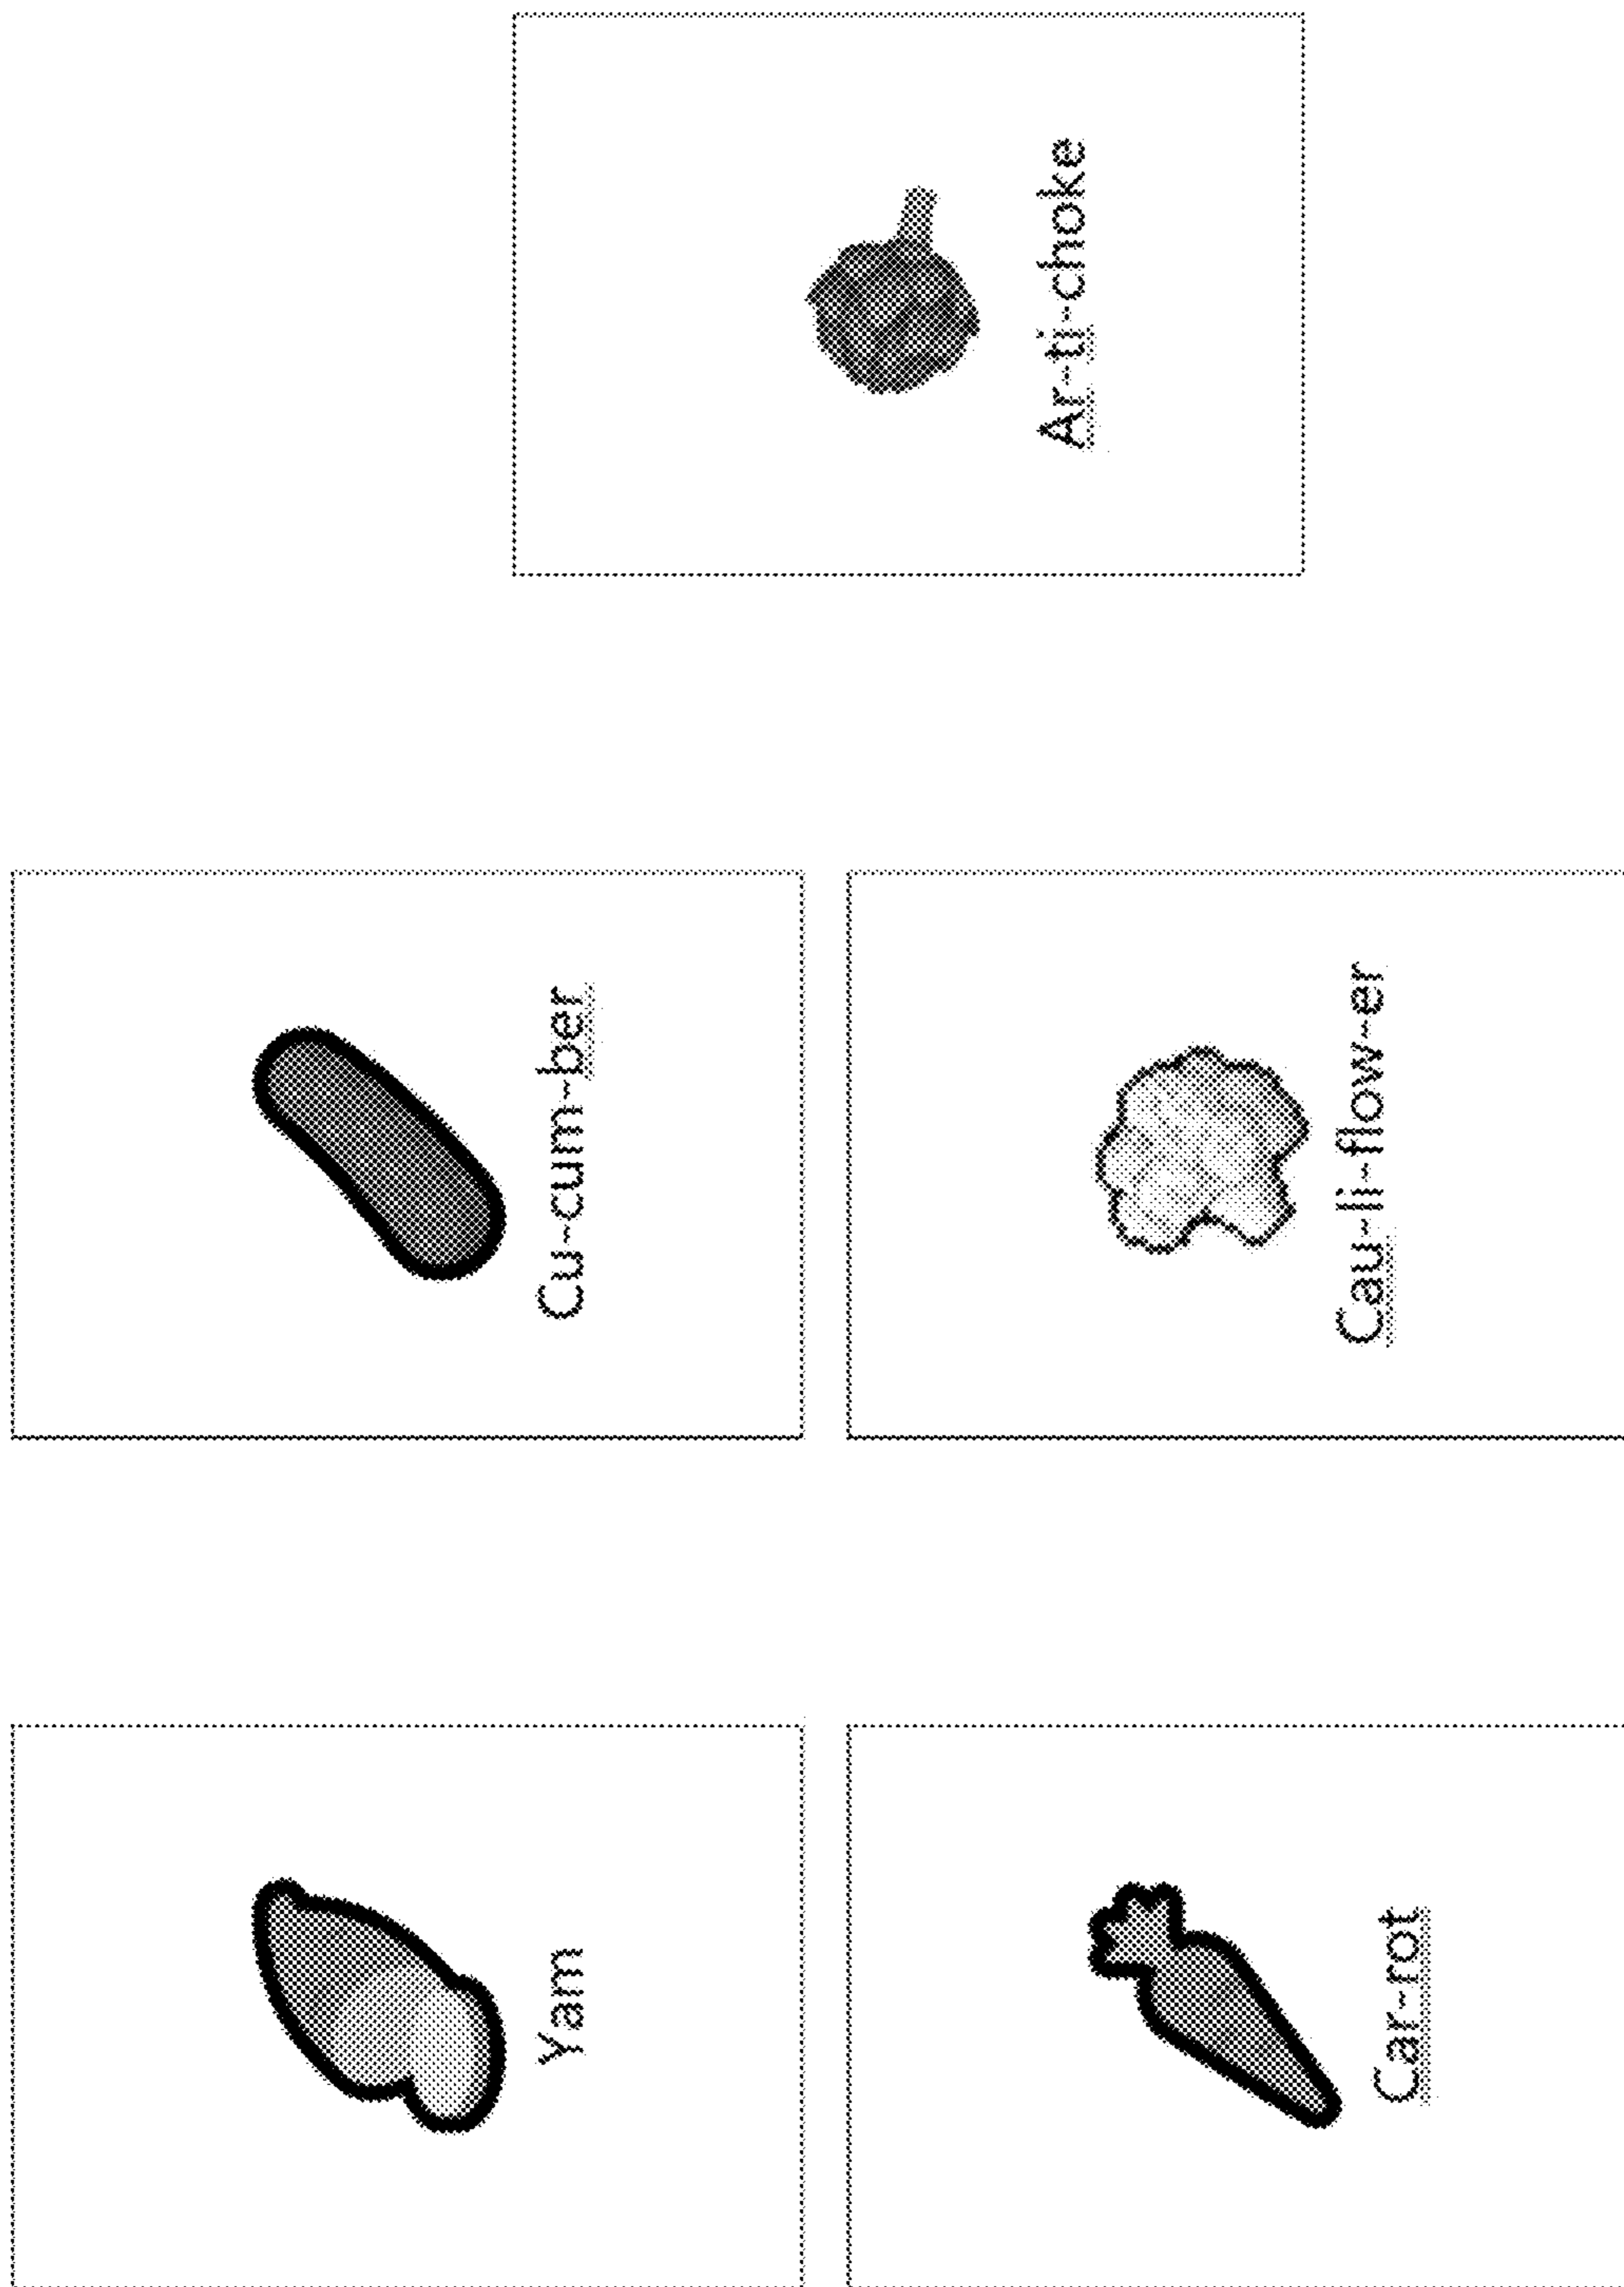 Yam
Cu-cum-ber
Car-rot
Cau-li-flow-er
Ar-ti-choke